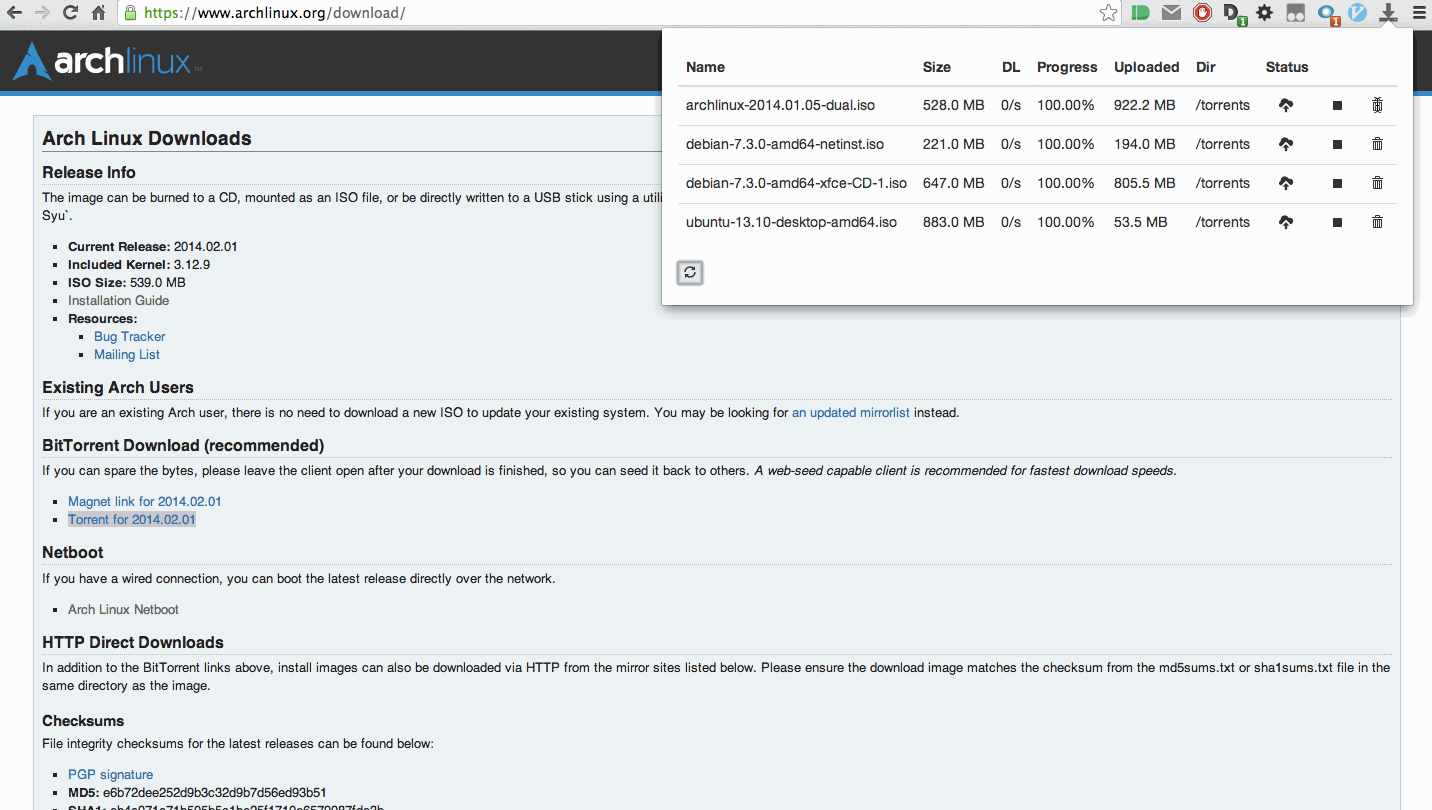 https://www.archlinux.org/download/
1
1
archlinux™
Name Size DL Progress Uploaded Dir Status
archlinux-2014.01.05-dual.iso 528.0 MB 0/s 100.00% 922.2 MB /torrents
debian-7.3.0-amd64-netinst.iso 221.0 MB 0/s 100.00% 194.0 MB /torrents
debian-7.3.0-amd64-xfce-CD-1.iso 647.0 MB 0/s 100.00% 805.5 MB /torrents
ubuntu-13.10-desktop-amd64.iso 883.0 MB 0/s 100.00% 53.5 MB /torrents
Arch Linux Downloads
Release Info
The image can be burned to a CD, mounted as an ISO file, or be directly written to a USB stick using a utili
Syu`.
Current Release: 2014.02.01
Included Kernel: 3.12.9
ISO Size: 539.0 MB
Installation Guide
Resources:
Bug Tracker
Mailing List
Existing Arch Users
If you are an existing Arch user, there is no need to download a new ISO to update your existing system. You may be looking for an updated mirrorlist instead.
BitTorrent Download (recommended)
If you can spare the bytes, please leave the client open after your download is finished, so you can seed it back to others. A web-seed capable client is recommended for fastest download speeds.
Magnet link for 2014.02.01
Torrent for 2014.02.01
Netboot
If you have a wired connection, you can boot the latest release directly over the network.
Arch Linux Netboot
HTTP Direct Downloads
In addition to the BitTorrent links above, install images can also be downloaded via HTTP from the mirror sites listed below. Please ensure the download image matches the checksum from the md5sums.txt or sha1sums.txt file in the
same directory as the image.
Checksums
File integrity checksums for the latest releases can be found below:
PGP signature
MD5: e6b72dee252d9b3c32d9b7d56ed93b51
SHA1: